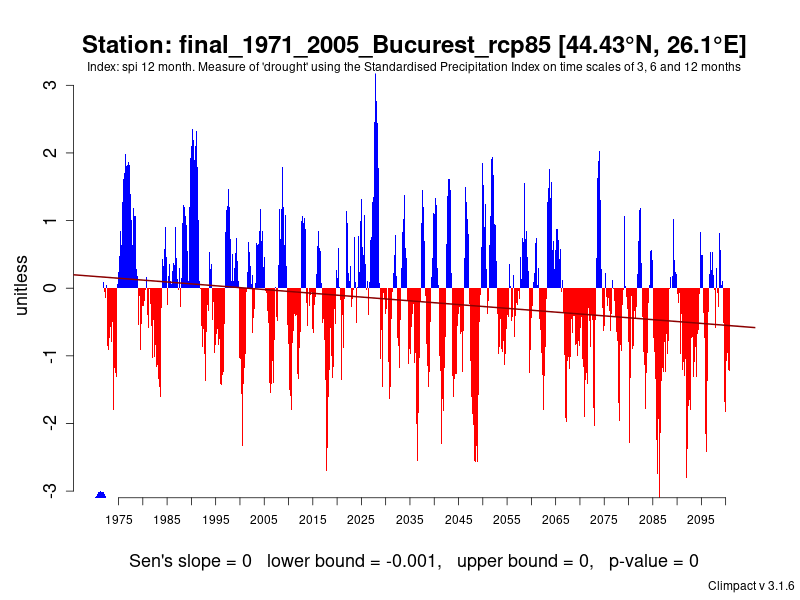 Station: final_1971_2005_Bucurest_rcp85 [44.43°N, 26.1°E]
Index: spi 12 month. Measure of 'drought' using the Standardised Precipitation Index on time scales of 3, 6 and 12 months
3
2
1
0
-1
-2
-3
unitless
1975 1985 1995 2005 2015 2025 2035 2045 2055 2065 2075 2085 2095
Sen's slope = 0 lower bound = -0.001, upper bound = 0, p-value = 0
Climpact v 3.1.6